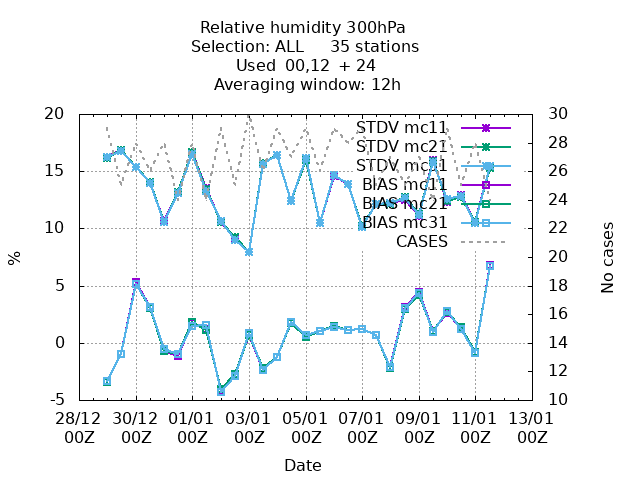 Relative humidity 300hPa
Selection: ALL 35 stations
Used 00,12 + 24
Averaging window: 12h
20 30
STDV mc11
28
STDV mc21
15 26
STDV mc31
BIAS mc11
24
BIAS mc21
10 22
BIAS mc31
CASES
20
5 18
16
0 14
12
-5 10
%
No cases
28/12 30/12 01/01 03/01 05/01 07/01 09/01 11/01 13/01
00Z 00Z 00Z 00Z 00Z 00Z 00Z 00Z 00Z
Date